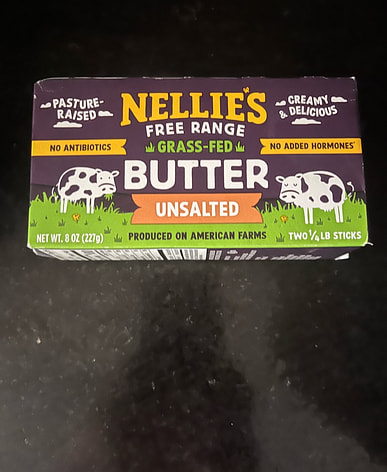 PASTURE-
RAISED
NELLIE'S
CREAMY
& DELICIOUS
FREE RANGE
NO ANTIBIOTICS
GRASS-FED
NO ADDED HORMONES*
BUTTER
UNSALTED
NET WT. 8 OZ (227g)
PRODUCED ON AMERICAN FARMS
TWO 1/4 LB STICKS